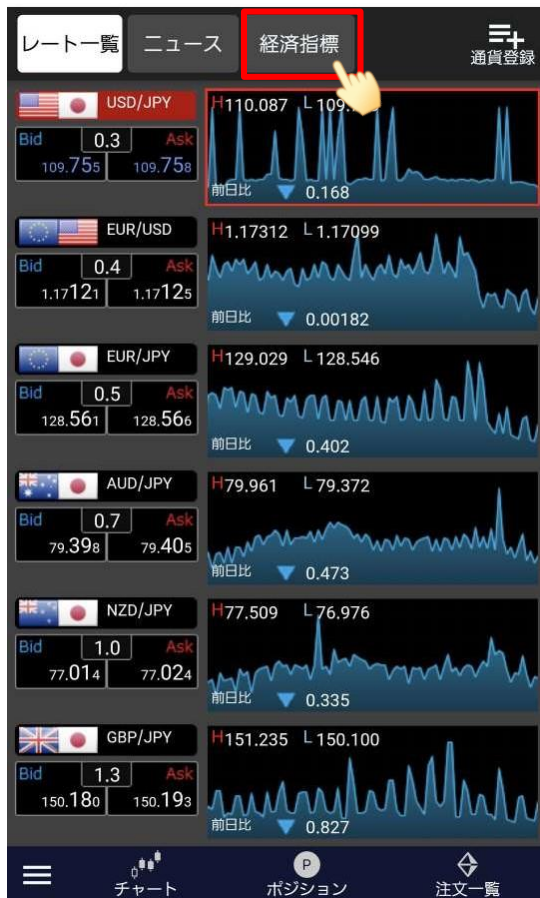 レート一覧 ニュース 経済指標 通貨登録
USD/JPY H110.087 L109.
Bid 0.3 Ask
109.755 109.758
前日比 ▼ 0.168
EUR/USD H1.17312 L1.17099
Bid 0.4 Ask
1.17121 1.17125
前日比 ▼ 0.00182
EUR/JPY H129.029 L128.546
Bid 0.5 Ask
128.561 128.566
前日比 ▼ 0.402
AUD/JPY H79.961 L79.372
Bid 0.7 Ask
79.398 79.405
前日比 ▼ 0.473
NZD/JPY H77.509 L76.976
Bid 1.0 Ask
77.014 77.024
前日比 ▼ 0.335
GBP/JPY H151.235 L150.100
Bid 1.3 Ask
150.180 150.193
前日比 ▼ 0.827
P
チャート ポジション 注文一覧